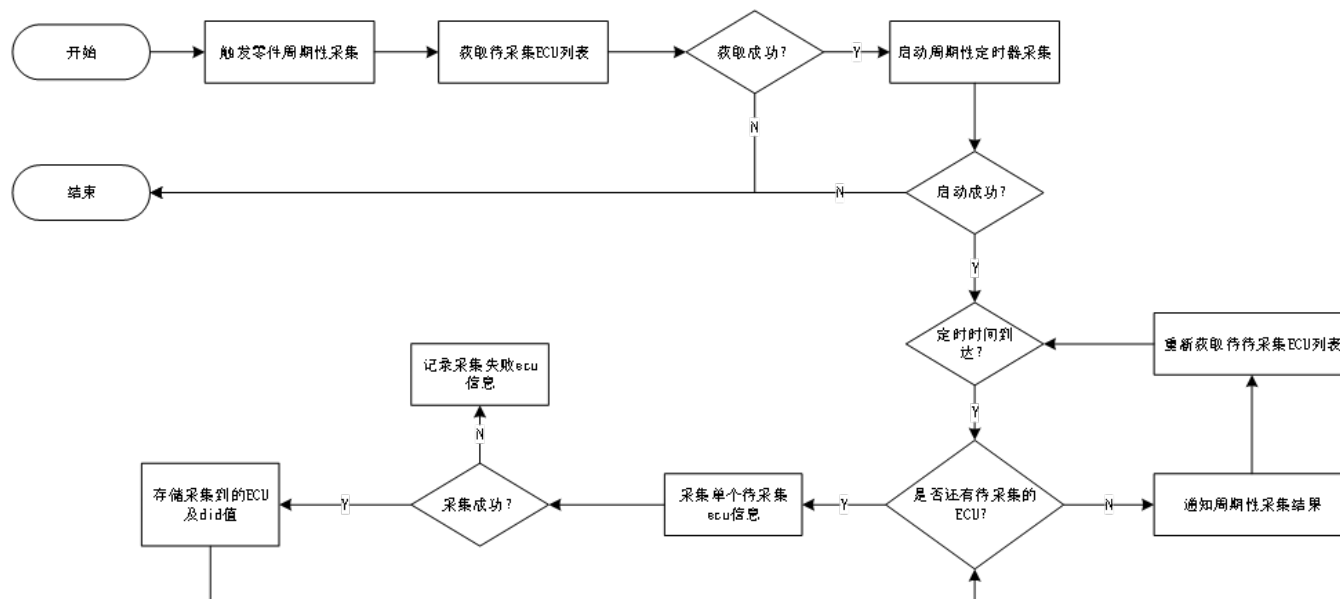 开始
触发零件周期性采集
获取待采集ECU列表
获取成功?
Y
启动周期性定时器采集
N
结束
N
启动成功?
Y
定时时间到
达?
重新获取待待采集ECU列表
记录采集失败ecu
信息
Y
N
存储采集到的ECU
及did值
Y
采集成功?
采集单个待采集
ecu信息
Y
是否还有待采集的
ECU?
N
通知周期性采集结果